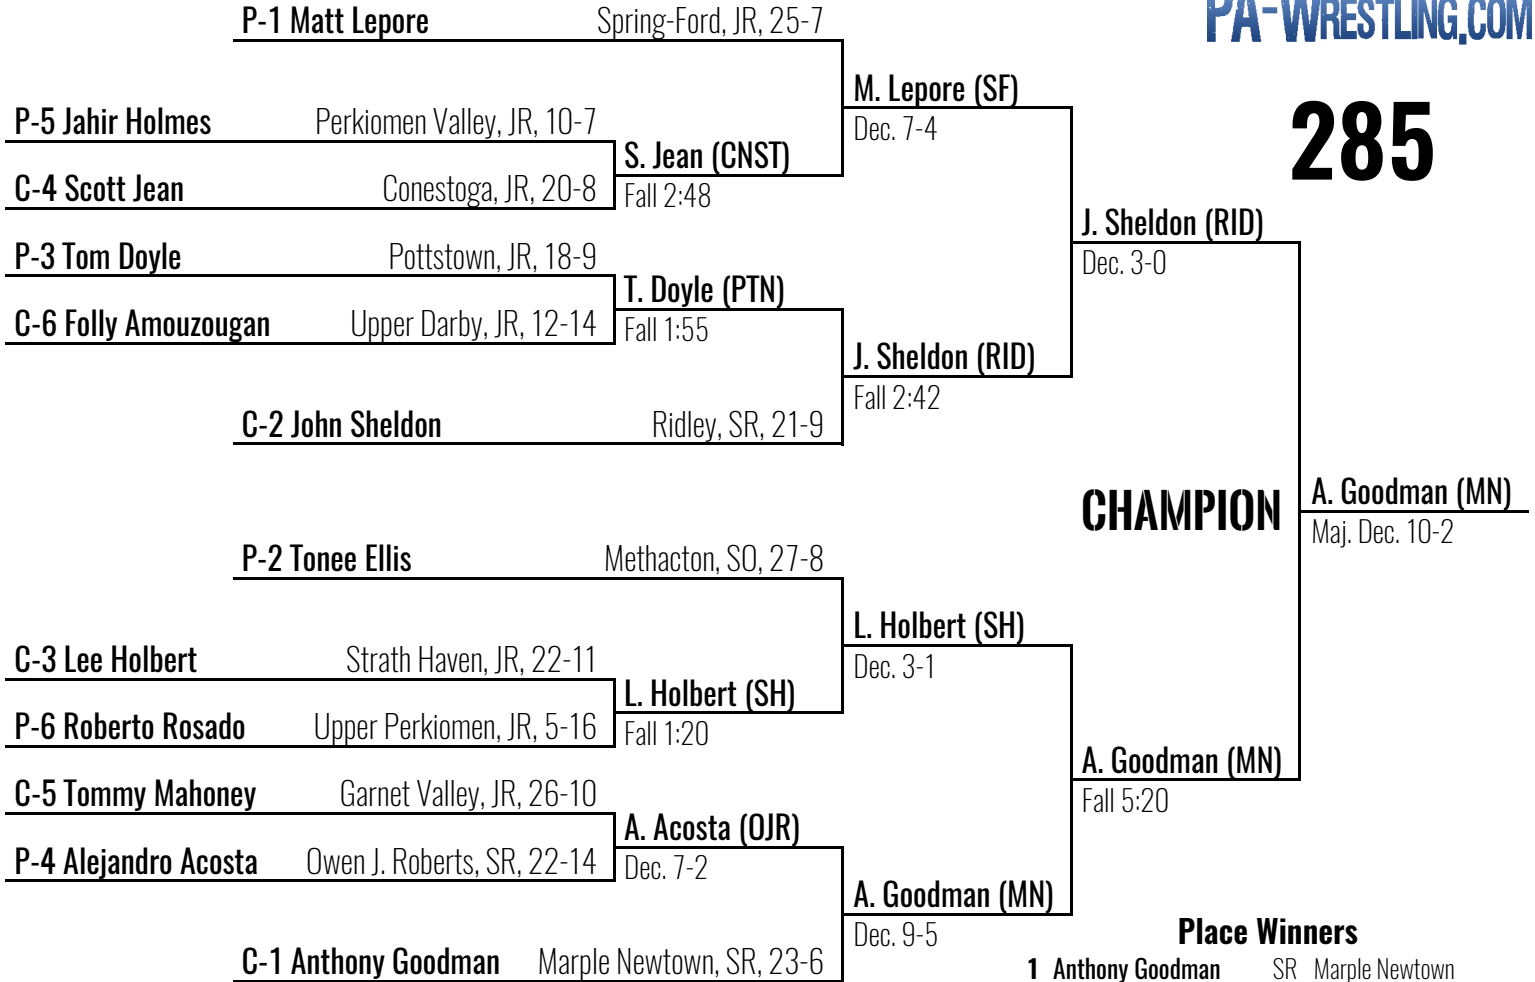 P-1 Matt Lepore Spring-Ford, JR, 25-7
PA-WRESTLING.COM
M. Lepore (SF)
Dec. 7-4
285
P-5 Jahir Holmes Perkiomen Valley, JR, 10-7
S. Jean (CNST)
Fall 2:48
C-4 Scott Jean Conestoga, JR, 20-8
J. Sheldon (RID)
Dec. 3-0
P-3 Tom Doyle Pottstown, JR, 18-9
T. Doyle (PTN)
Fall 1:55
C-6 Folly Amouzougan Upper Darby, JR, 12-14
J. Sheldon (RID)
Fall 2:42
C-2 John Sheldon Ridley, SR, 21-9
CHAMPION
A. Goodman (MN)
Maj. Dec. 10-2
P-2 Tonee Ellis Methacton, SO, 27-8
L. Holbert (SH)
Dec. 3-1
C-3 Lee Holbert Strath Haven, JR, 22-11
L. Holbert (SH)
Fall 1:20
P-6 Roberto Rosado Upper Perkiomen, JR, 5-16
A. Goodman (MN)
Fall 5:20
C-5 Tommy Mahoney Garnet Valley, JR, 26-10
A. Acosta (OJR)
Dec. 7-2
P-4 Alejandro Acosta Owen J. Roberts, SR, 22-14
A. Goodman (MN)
Dec. 9-5
C-1 Anthony Goodman Marple Newtown, SR, 23-6
Place Winners
1 Anthony Goodman SR Marple Newtown